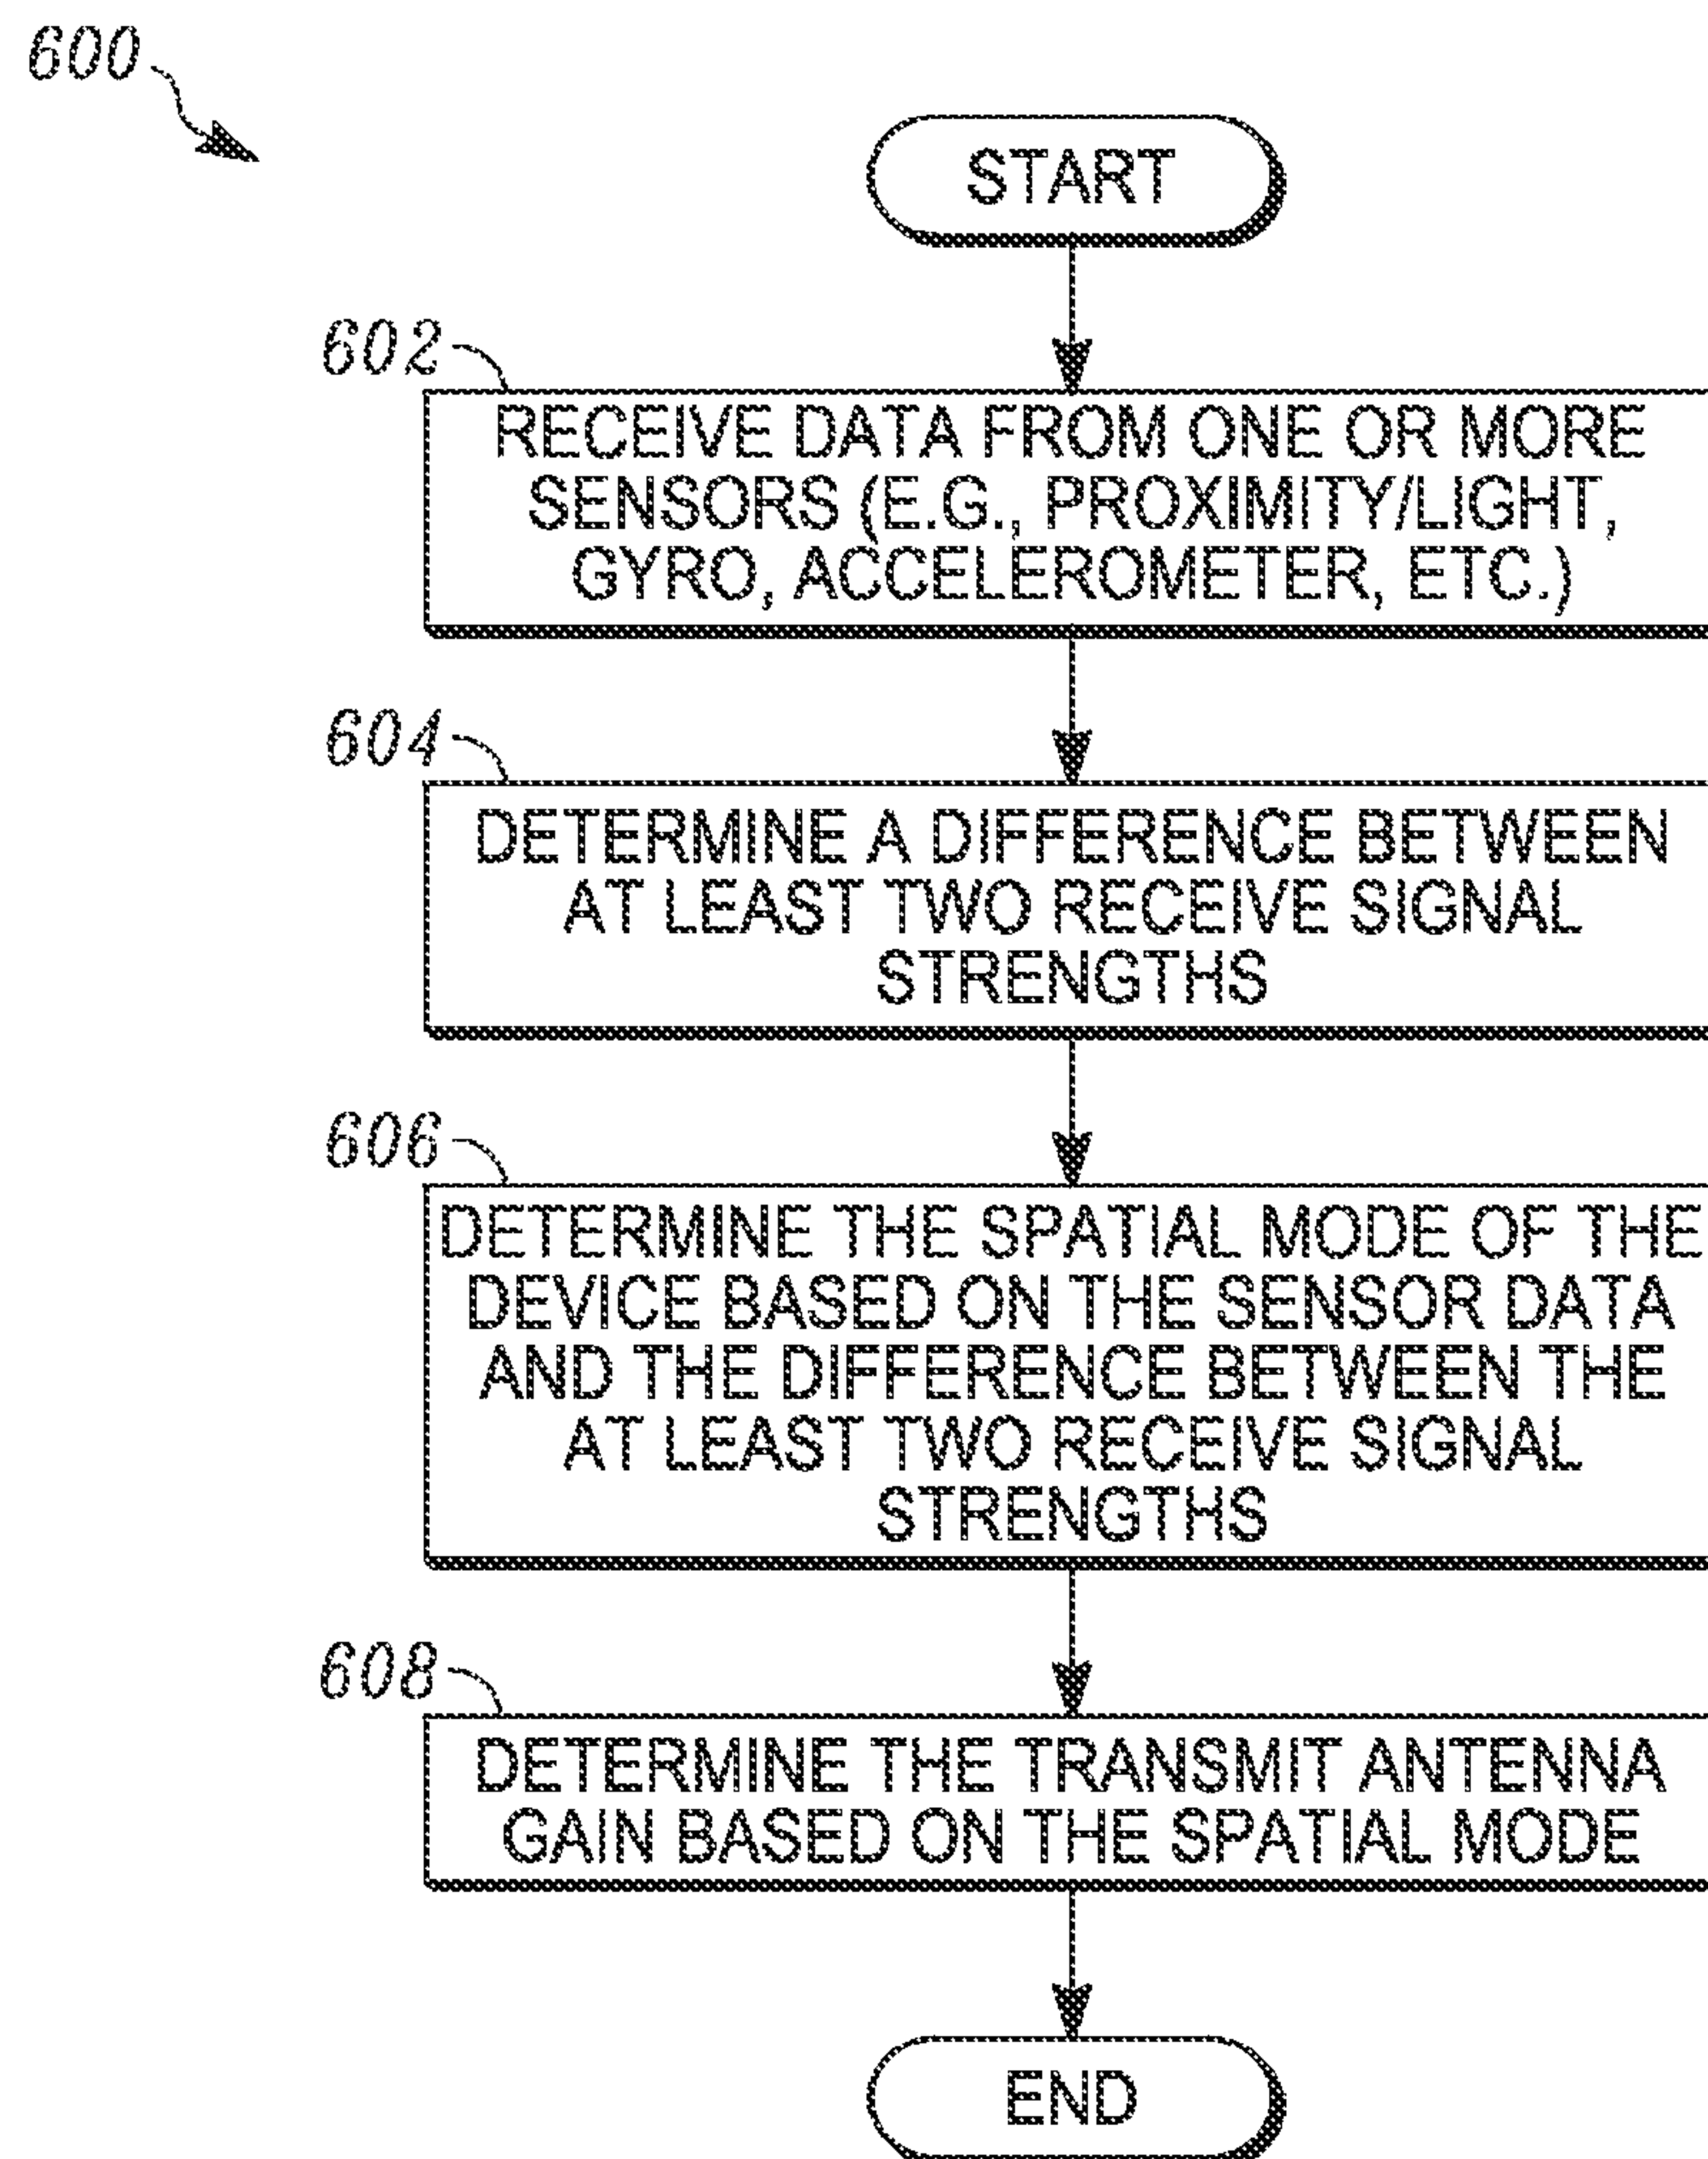 600
START
602
RECEIVE DATA FROM ONE OR MORE
SENSORS (E.G., PROXIMITY/LIGHT,
GYRO, ACCELEROMETER, ETC.)
604
DETERMINE A DIFFERENCE BETWEEN
AT LEAST TWO RECEIVE SIGNAL
STRENGTHS
606
DETERMINE THE SPATIAL MODE OF THE
DEVICE BASED ON THE SENSOR DATA
AND THE DIFFERENCE BETWEEN THE
AT LEAST TWO RECEIVE SIGNAL
STRENGTHS
608
DETERMINE THE TRANSMIT ANTENNA
GAIN BASED ON THE SPATIAL MODE
END